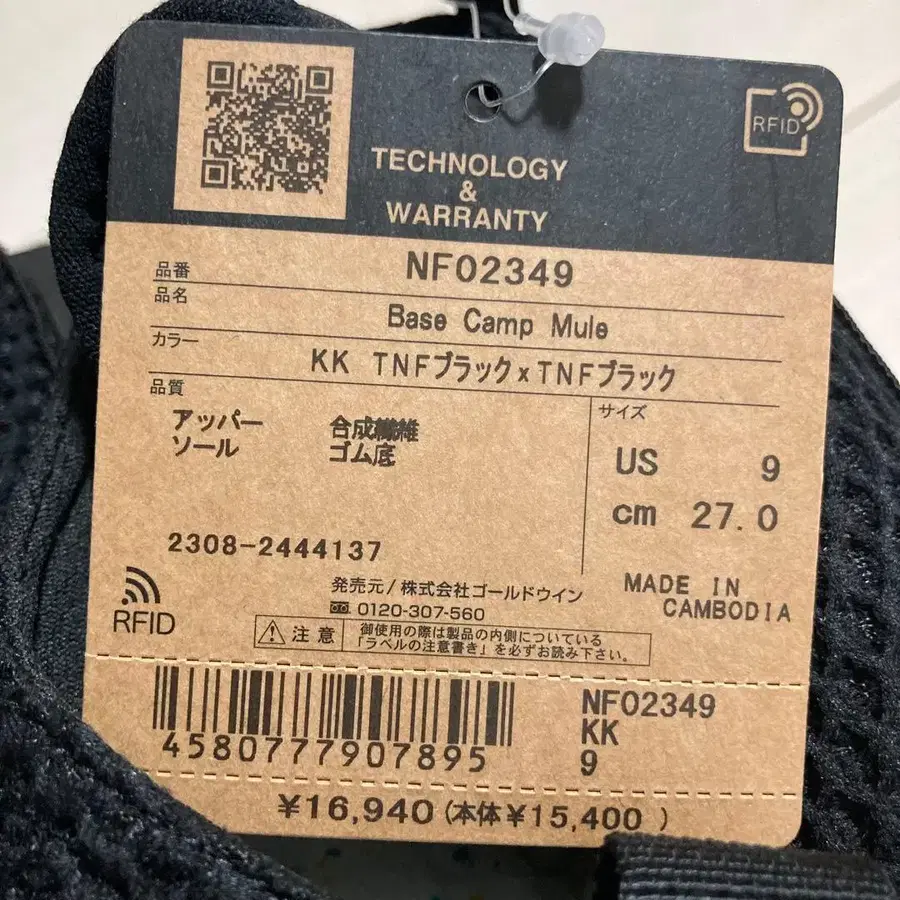 RFID
TECHNOLOGY
&
WARRANTY
品番 NF02349
品名 Base Camp Mule
カラー KK TNFブラック×TNFブラック
品質
アッパー 合成繊維
ソール ゴム底
サイズ
US 9
cm 27.0
2308-2444137
MADE IN
CAMBODIA
RFID
発売元/株式会社ゴールドウイン
0120-307-560
注意
御使用の際は製品の内側についている
「ラベルの注意書き」を必ずお読み下さい。
4580777907895
NF02349
KK
9
¥16,940(本体¥15,400 )